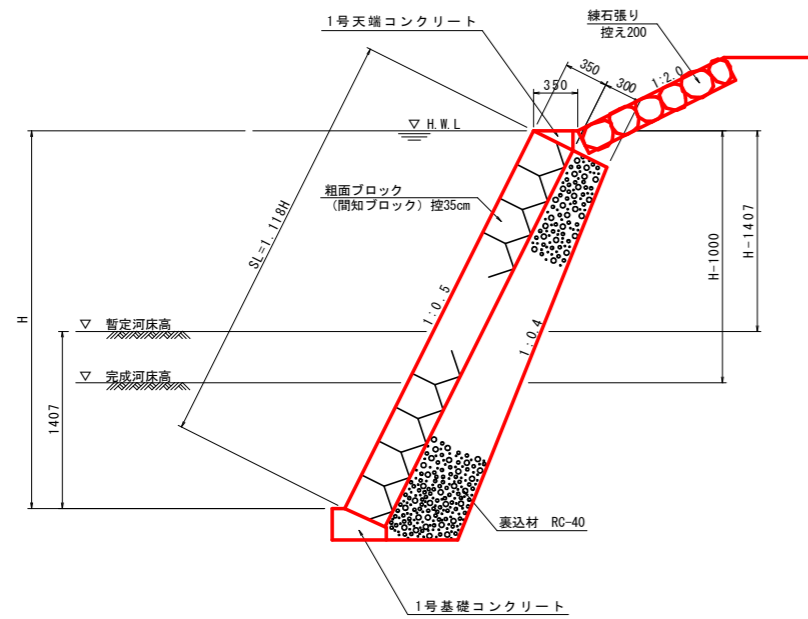 1号天端コンクリート
練石張り
控え200
350
300
1:2.0
350
H.W.L
粗面ブロック
(間知ブロック) 控35cm
SL=1.118H
H-1407
H-1000
H
1:0.5
1:0.4
暫定河床高
完成河床高
1407
裏込材 RC-40
1号基礎コンクリート